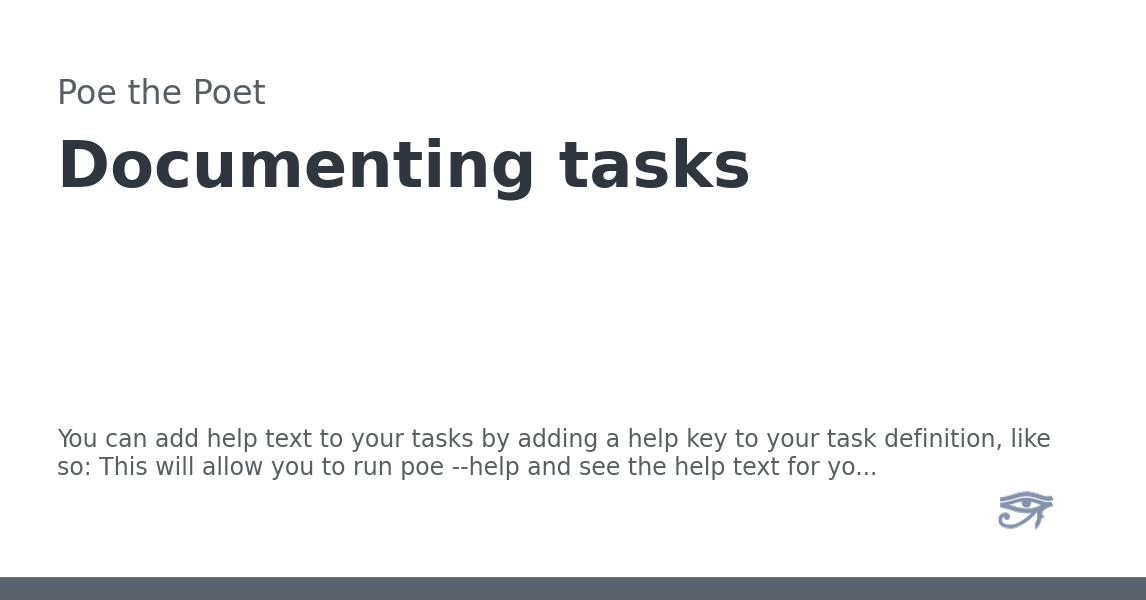 Poe the Poet
Documenting tasks
You can add help text to your tasks by adding a help key to your task definition, like
so: This will allow you to run poe --help and see the help text for yo...